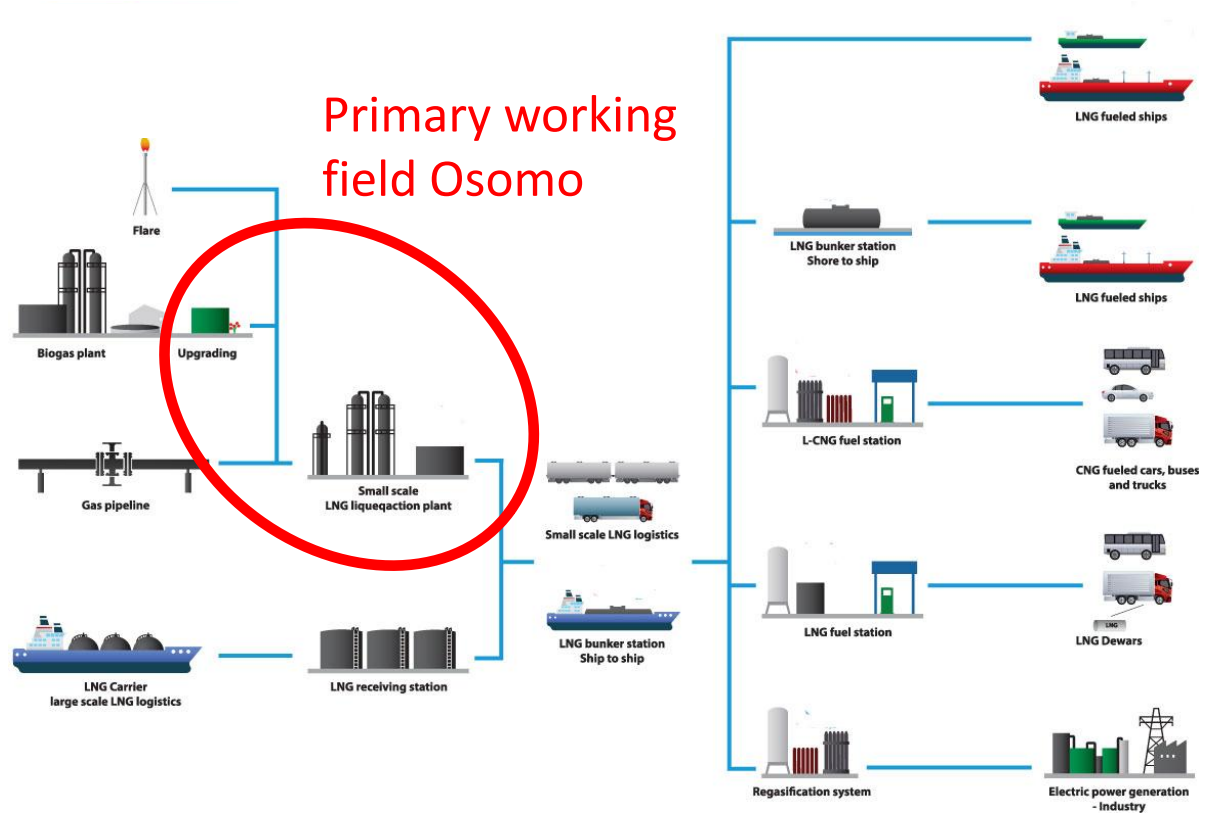 Primary working
field Osomo
Flare
Biogas plant
Upgrading
Gas pipeline
Small scale
LNG liqueqaction plant
LNG Carrier
large scale LNG logistics
LNG receiving station
Small scale LNG logistics
LNG bunker station
Ship to ship
LNG fueled ships
LNG bunker station
Shore to ship
LNG fueled ships
L-CNG fuel station
CNG fueled cars, buses
and trucks
LNG fuel station
LNG
LNG Dewars
Regasification system
Electric power generation
- Industry